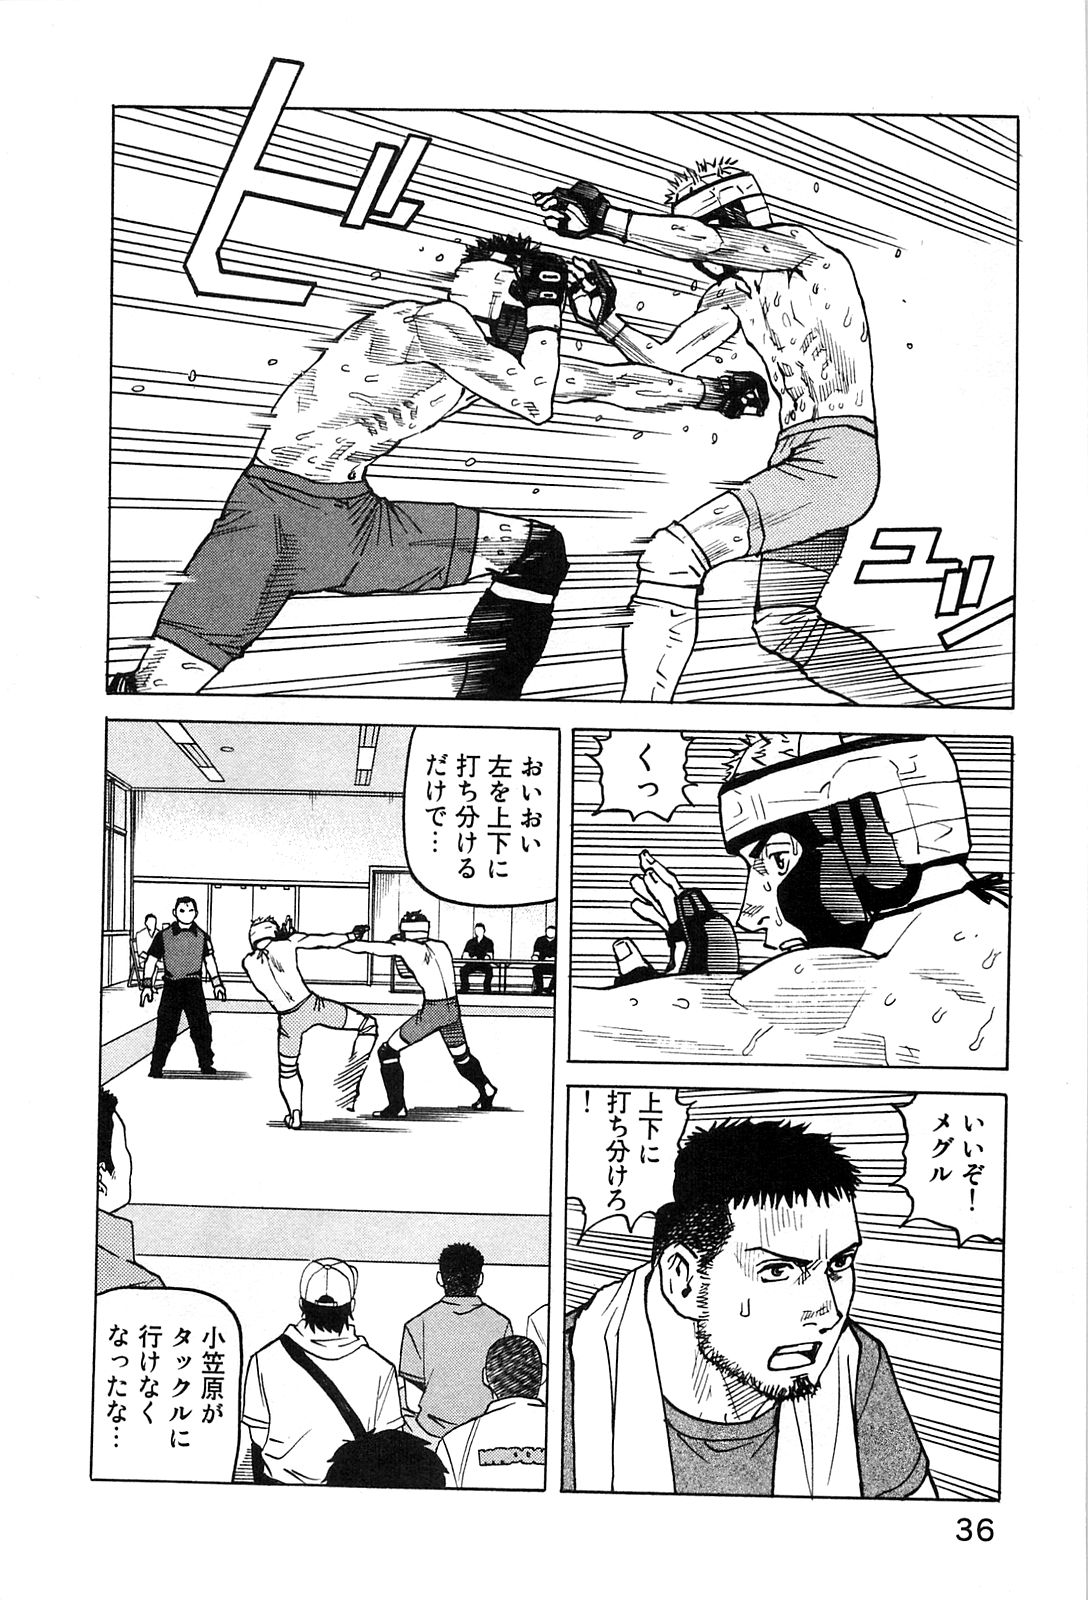 ビッ
ュッ
くっ
いいぞ！
メグル
上下に
打ち分けろ
！
おいおい
左を上下に
打ち分ける
だけで…
小笠原が
タックルに
行けなく
なったな…
36